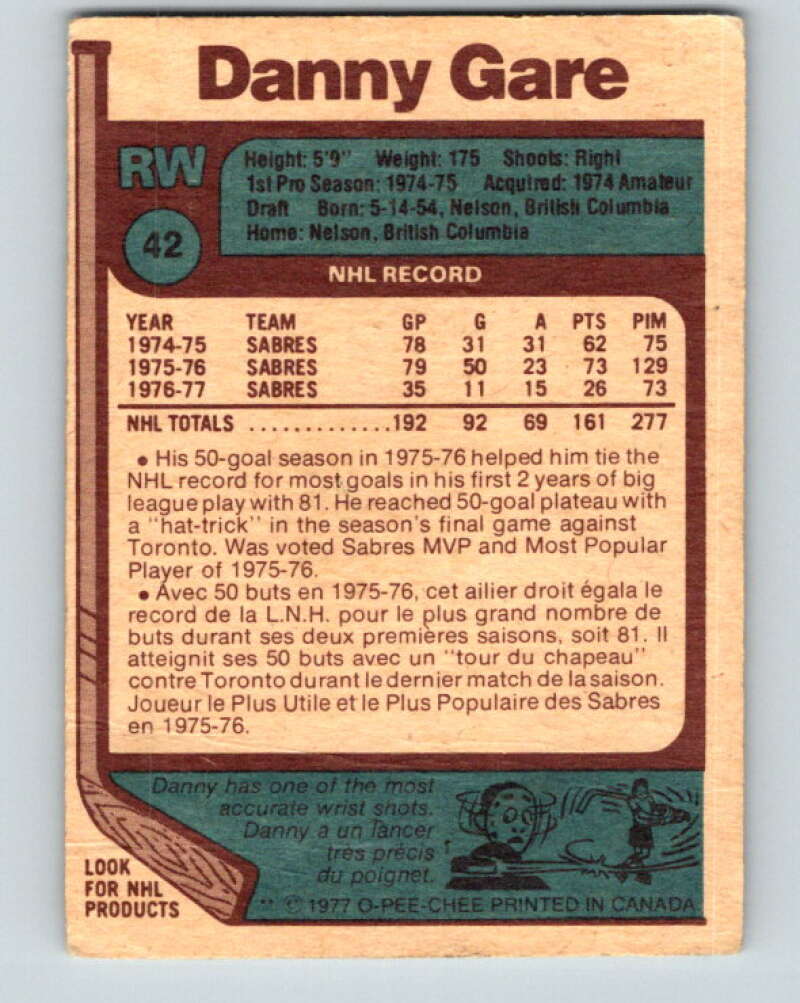 Danny Gare
RW
42
Height: 5'9" Weight: 175 Shoots: Right
1st Pro Season: 1974-75 Acquired: 1974 Amateur
Draft Born: 5-14-54, Nelson, British Columbia
Home: Nelson, British Columbia
NHL RECORD
YEAR TEAM GP G A PTS PIM
1974-75 SABRES 78 31 31 62 75
1975-76 SABRES 79 50 23 73 129
1976-77 SABRES 35 11 15 26 73
NHL TOTALS .............192 92 69 161 277
• His 50-goal season in 1975-76 helped him tie the
NHL record for most goals in his first 2 years of big
league play with 81. He reached 50-goal plateau with
a "hat-trick" in the season's final game against
Toronto. Was voted Sabres MVP and Most Popular
Player of 1975-76.
• Avec 50 buts en 1975-76, cet ailier droit égala le
record de la L.N.H. pour le plus grand nombre de
buts durant ses deux premières saisons, soit 81. Il
atteignit ses 50 buts avec un "tour du chapeau"
contre Toronto durant le dernier match de la saison.
Joueur le Plus Utile et le Plus Populaire des Sabres
en 1975-76.
Danny has one of the most
accurate wrist shots.
Danny a un lancer
très précis
du poignet.
LOOK
FOR NHL
PRODUCTS
** © 1977 O-PEE-CHEE PRINTED IN CANADA